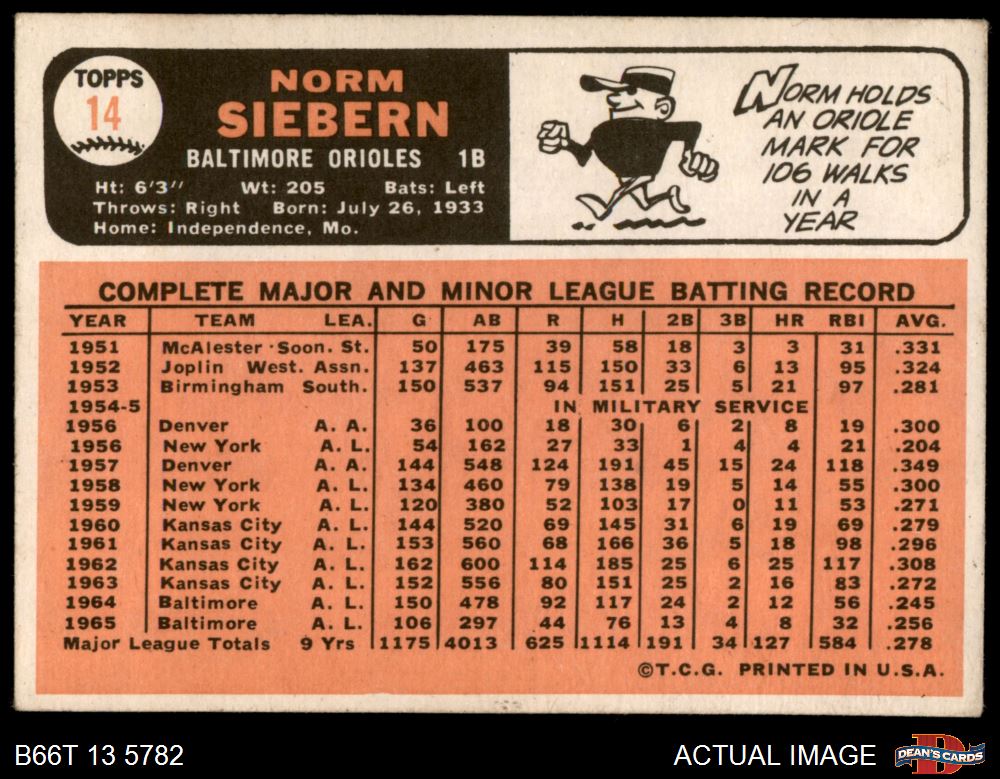 TOPPS
14
NORM
SIEBERN
BALTIMORE ORIOLES 1B
Ht: 6'3" Wt: 205 Bats: Left
Throws: Right Born: July 26, 1933
Home: Independence, Mo.
NORM HOLDS
AN ORIOLE
MARK FOR
106 WALKS
IN A
YEAR
COMPLETE MAJOR AND MINOR LEAGUE BATTING RECORD
YEAR TEAM LEA. G AB R H 2B 3B HR RBI AVG.
1951 McAlester Soon. St. 50 175 39 58 18 3 3 31 .331
1952 Joplin West. Assn. 137 463 115 150 33 6 13 95 .324
1953 Birmingham South. 150 537 94 151 25 5 21 97 .281
1954-5 IN MILITARY SERVICE
1956 Denver A. A. 36 100 18 30 6 2 8 19 .300
1956 New York A. L. 54 162 27 33 1 4 4 21 .204
1957 Denver A. A. 144 548 124 191 45 15 24 118 .349
1958 New York A. L. 134 460 79 138 19 5 14 55 .300
1959 New York A. L. 120 380 52 103 17 0 11 53 .271
1960 Kansas City A. L. 144 520 69 145 31 6 19 69 .279
1961 Kansas City A. L. 153 560 68 166 36 5 18 98 .296
1962 Kansas City A. L. 162 600 114 185 25 6 25 117 .308
1963 Kansas City A. L. 152 556 80 151 25 2 16 83 .272
1964 Baltimore A. L. 150 478 92 117 24 2 12 56 .245
1965 Baltimore A. L. 106 297 44 76 13 4 8 32 .256
Major League Totals 9 Yrs 1175 4013 625 1114 191 34 127 584 .278
©T.C.G. PRINTED IN U.S.A.
B66T 13 5782
ACTUAL IMAGE
DEAN'S CARDS